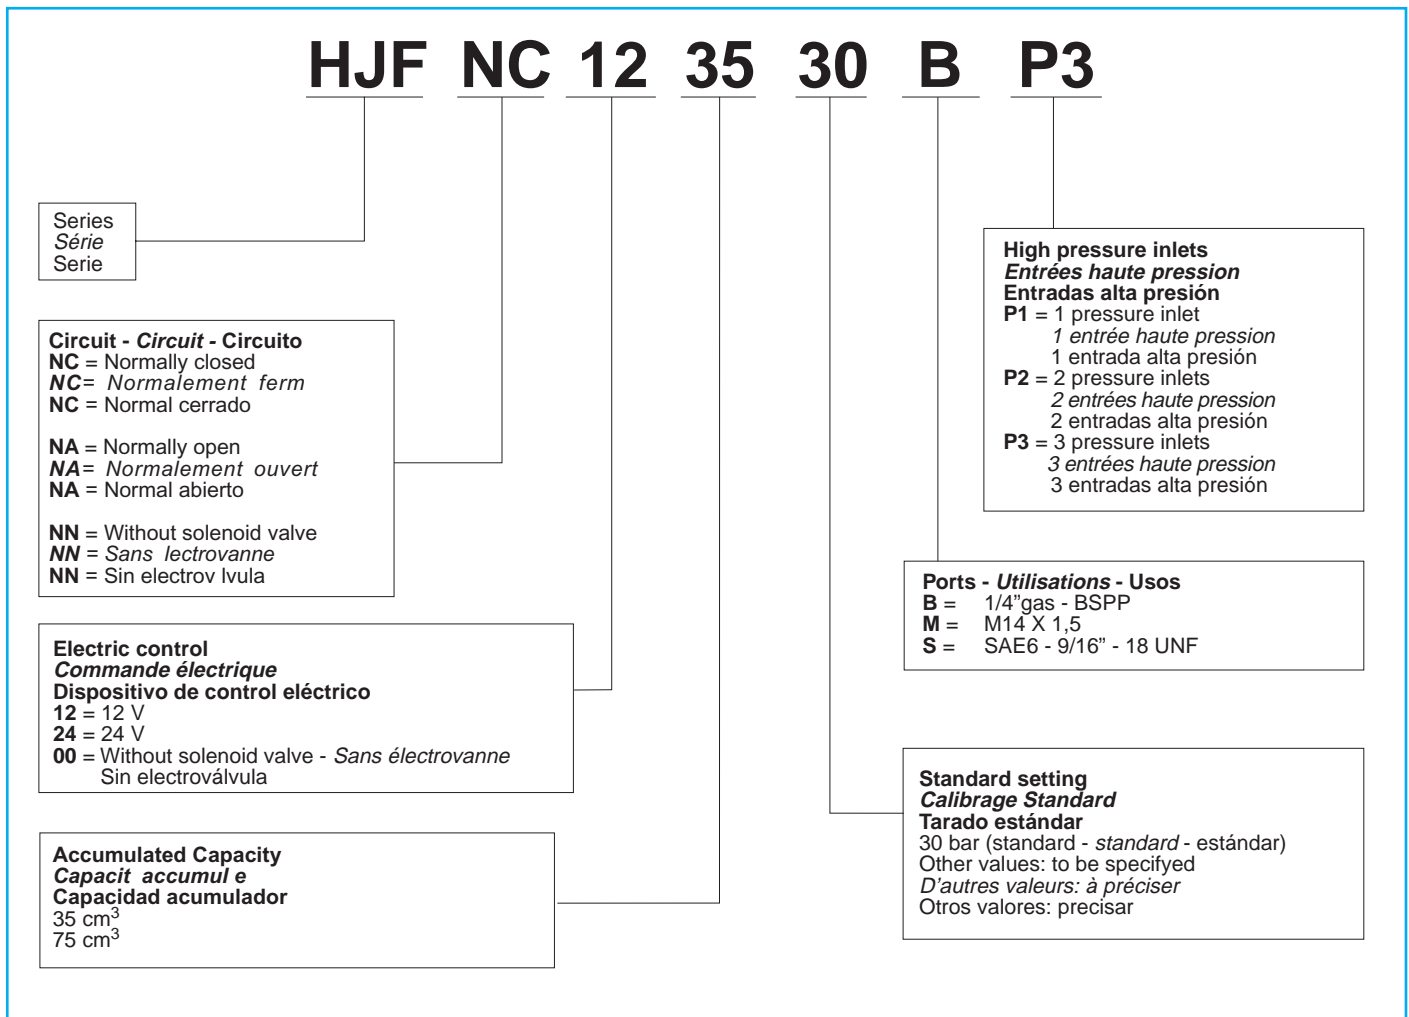 HJF NC 12 35 30 B P3
Series
Série
Serie
Circuit - Circuit - Circuito
NC = Normally closed
NC= Normalement ferm
NC = Normal cerrado
NA = Normally open
NA= Normalement ouvert
NA = Normal abierto
NN = Without solenoid valve
NN = Sans lectrovanne
NN = Sin electrov lvula
Electric control
Commande électrique
Dispositivo de control eléctrico
12 = 12 V
24 = 24 V
00 = Without solenoid valve - Sans électrovanne
Sin electroválvula
Accumulated Capacity
Capacit accumul e
Capacidad acumulador
35 cm³
75 cm³
High pressure inlets
Entrées haute pression
Entradas alta presión
P1 = 1 pressure inlet
1 entrée haute pression
1 entrada alta presión
P2 = 2 pressure inlets
2 entrées haute pression
2 entradas alta presión
P3 = 3 pressure inlets
3 entrées haute pression
3 entradas alta presión
Ports - Utilisations - Usos
B = 1/4”gas - BSPP
M = M14 X 1,5
S = SAE6 - 9/16” - 18 UNF
Standard setting
Calibrage Standard
Tarado estándar
30 bar (standard - standard - estándar)
Other values: to be specifyed
D’autres valeurs: à préciser
Otros valores: precisar